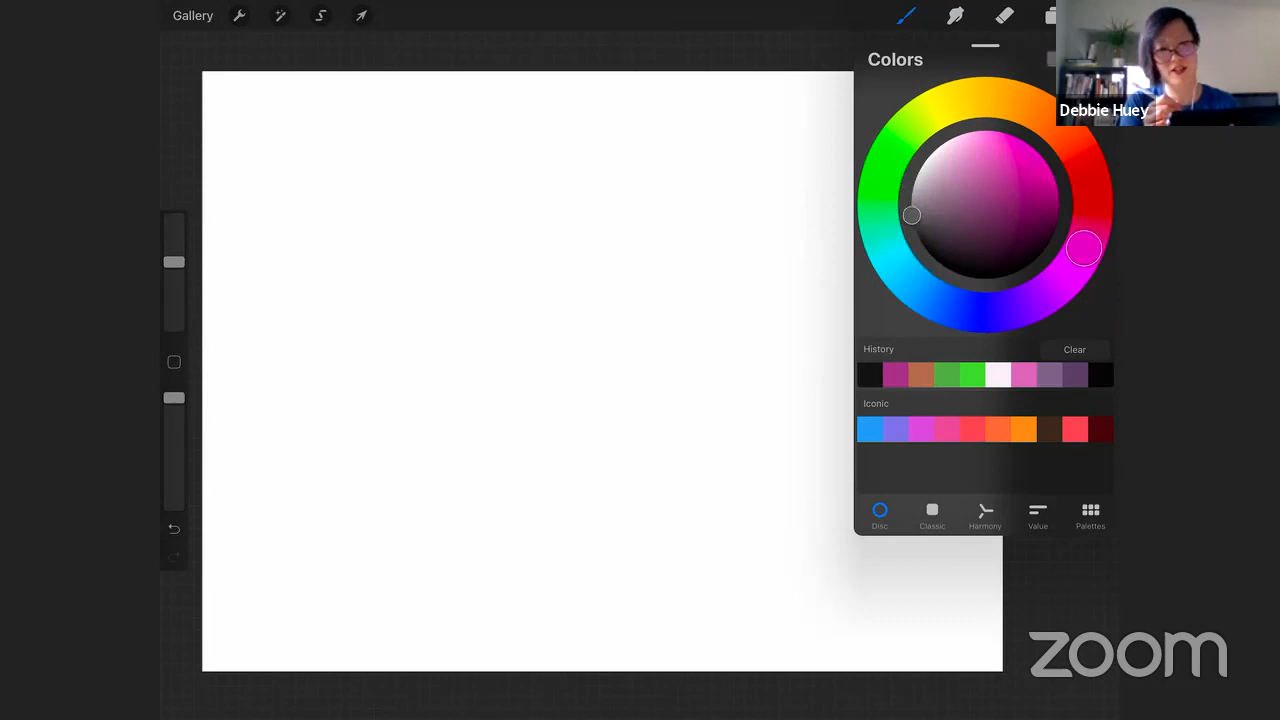 Gallery
Colors
Debbie Huey
History
Clear
Iconic
Disc
Classic
Harmony
Value
Palettes
zoom